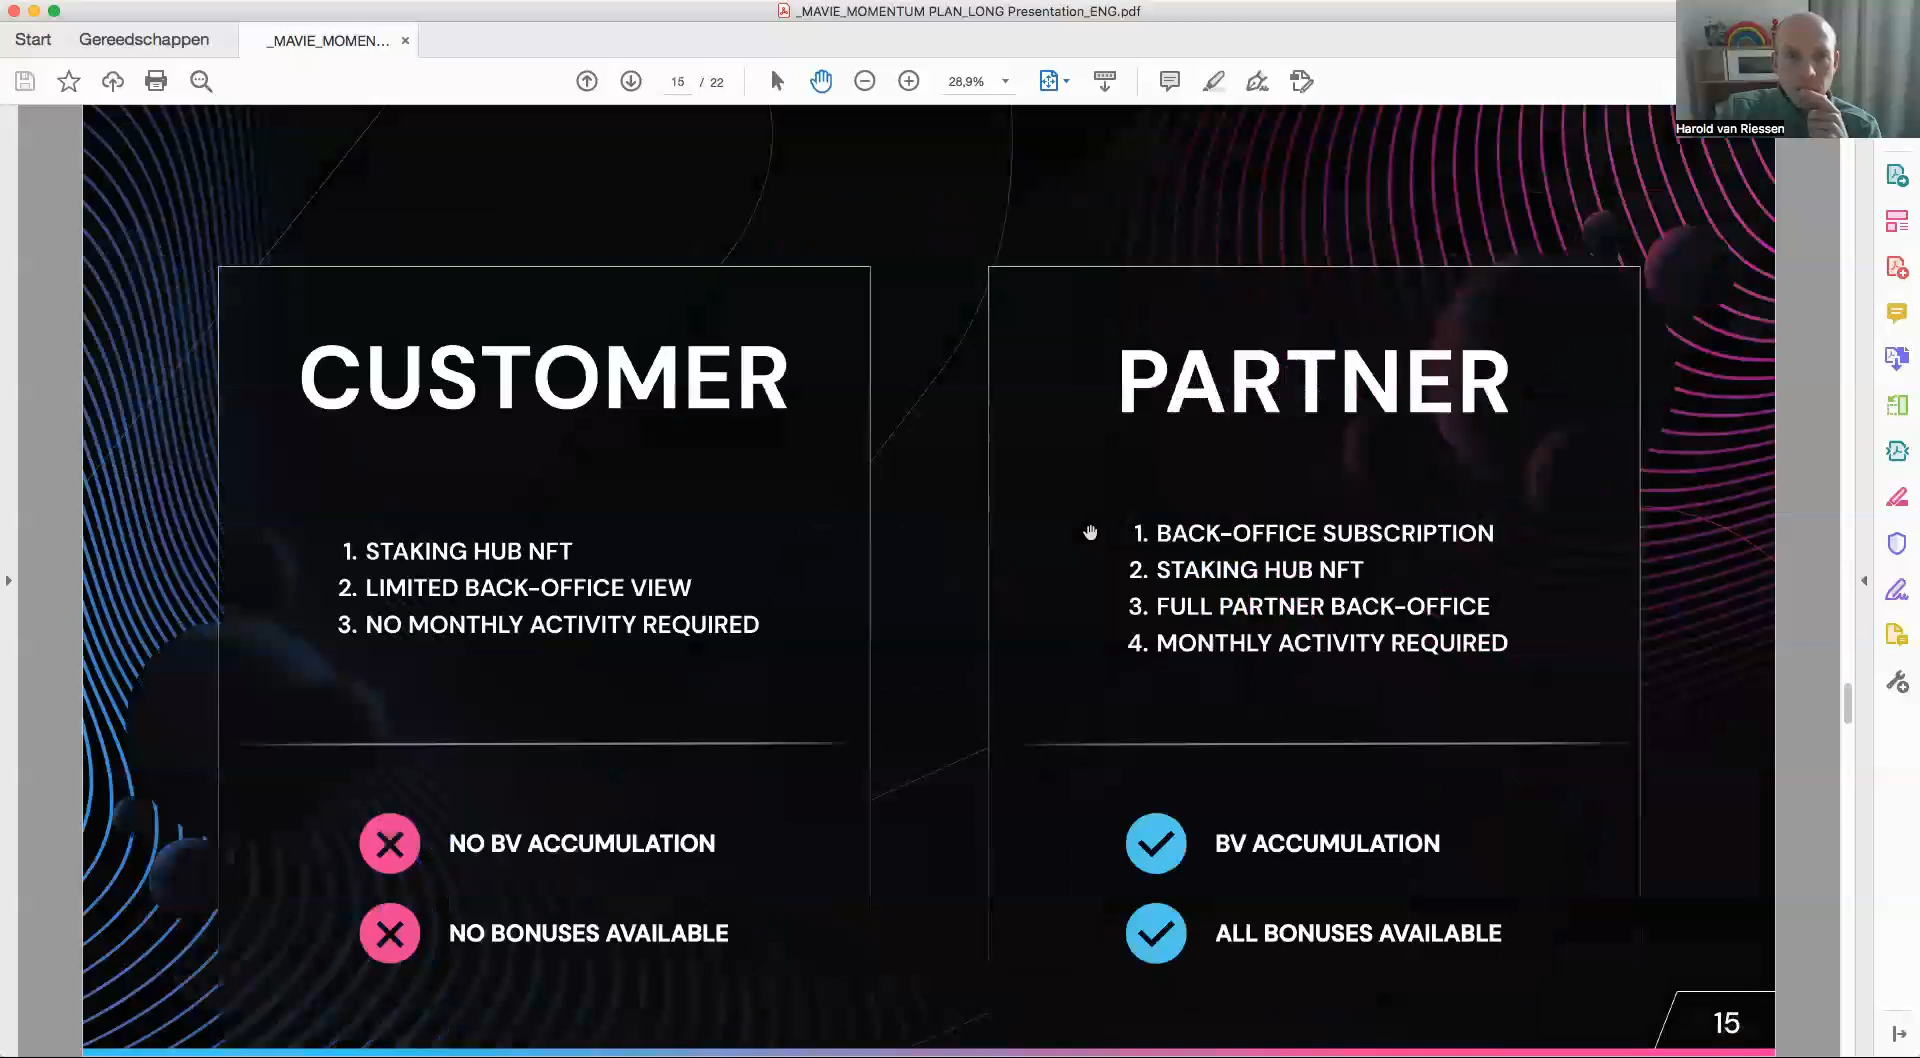 _MAVIE_MOMENTUM PLAN_LONG Presentation_ENG.pdf
Start
Gereedschappen
_MAVIE_MOMEN...
15 / 22
28,9%
Harold van Riessen
CUSTOMER
1. STAKING HUB NFT
2. LIMITED BACK-OFFICE VIEW
3. NO MONTHLY ACTIVITY REQUIRED
NO BV ACCUMULATION
NO BONUSES AVAILABLE
PARTNER
1. BACK-OFFICE SUBSCRIPTION
2. STAKING HUB NFT
3. FULL PARTNER BACK-OFFICE
4. MONTHLY ACTIVITY REQUIRED
BV ACCUMULATION
ALL BONUSES AVAILABLE
15